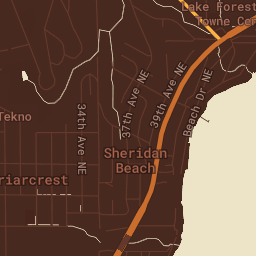 Lake Forest
Towne Cen
37th Ave NE
39th Ave NE
Beach Dr NE
34th Ave NE
Tekno
Sheridan
Beach
riarcrest